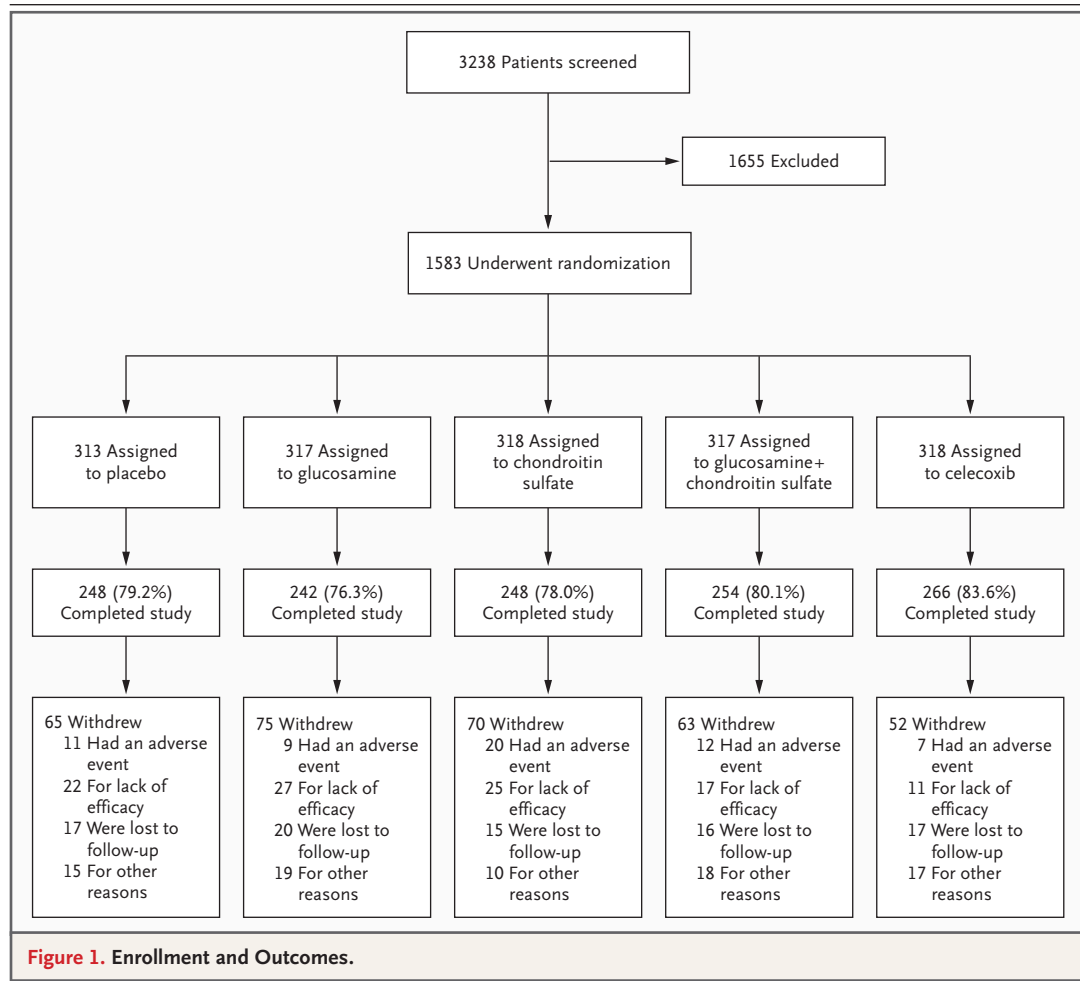 3238 Patients screened
1655 Excluded
1583 Underwent randomization
313 Assigned
to placebo
317 Assigned
to glucosamine
318 Assigned
to chondroitin
sulfate
317 Assigned
to glucosamine+
chondroitin sulfate
318 Assigned
to celecoxib
248 (79.2%)
Completed study
242 (76.3%)
Completed study
248 (78.0%)
Completed study
254 (80.1%)
Completed study
266 (83.6%)
Completed study
65 Withdrew
11 Had an adverse
event
22 For lack of
efficacy
17 Were lost to
follow-up
15 For other
reasons
75 Withdrew
9 Had an adverse
event
27 For lack of
efficacy
20 Were lost to
follow-up
19 For other
reasons
70 Withdrew
20 Had an adverse
event
25 For lack of
efficacy
15 Were lost to
follow-up
10 For other
reasons
63 Withdrew
12 Had an adverse
event
17 For lack of
efficacy
16 Were lost to
follow-up
18 For other
reasons
52 Withdrew
7 Had an adverse
event
11 For lack of
efficacy
17 Were lost to
follow-up
17 For other
reasons
Figure 1. Enrollment and Outcomes.